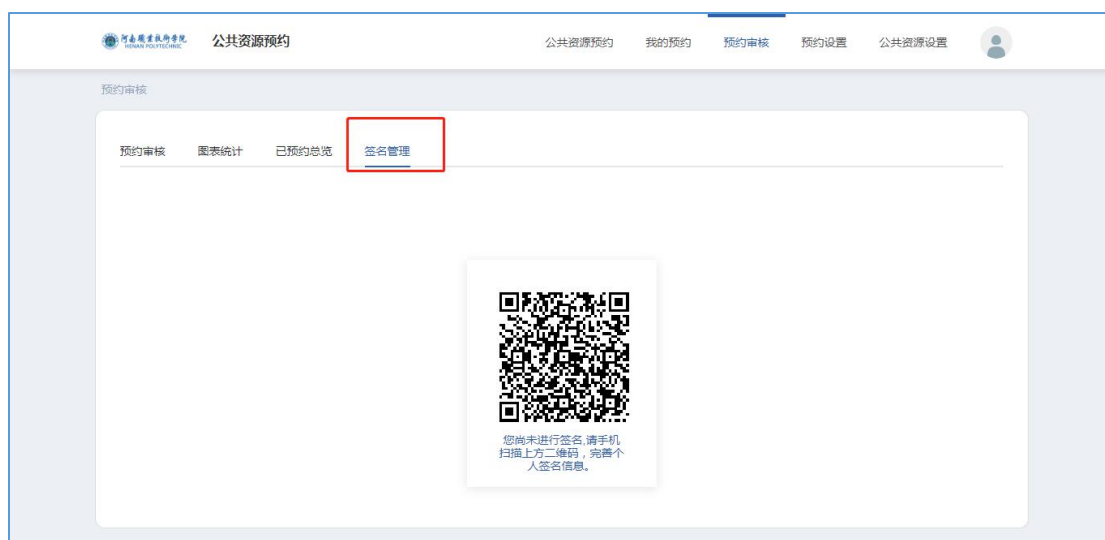 河南职业技术学院
HENAN POLYTECHNIC
公共资源预约
公共资源预约 我的预约 预约审核 预约设置 公共资源设置
预约审核
预约审核 图表统计 已预约总览 签名管理
您尚未进行签名,请手机
扫描上方二维码，完善个
人签名信息。